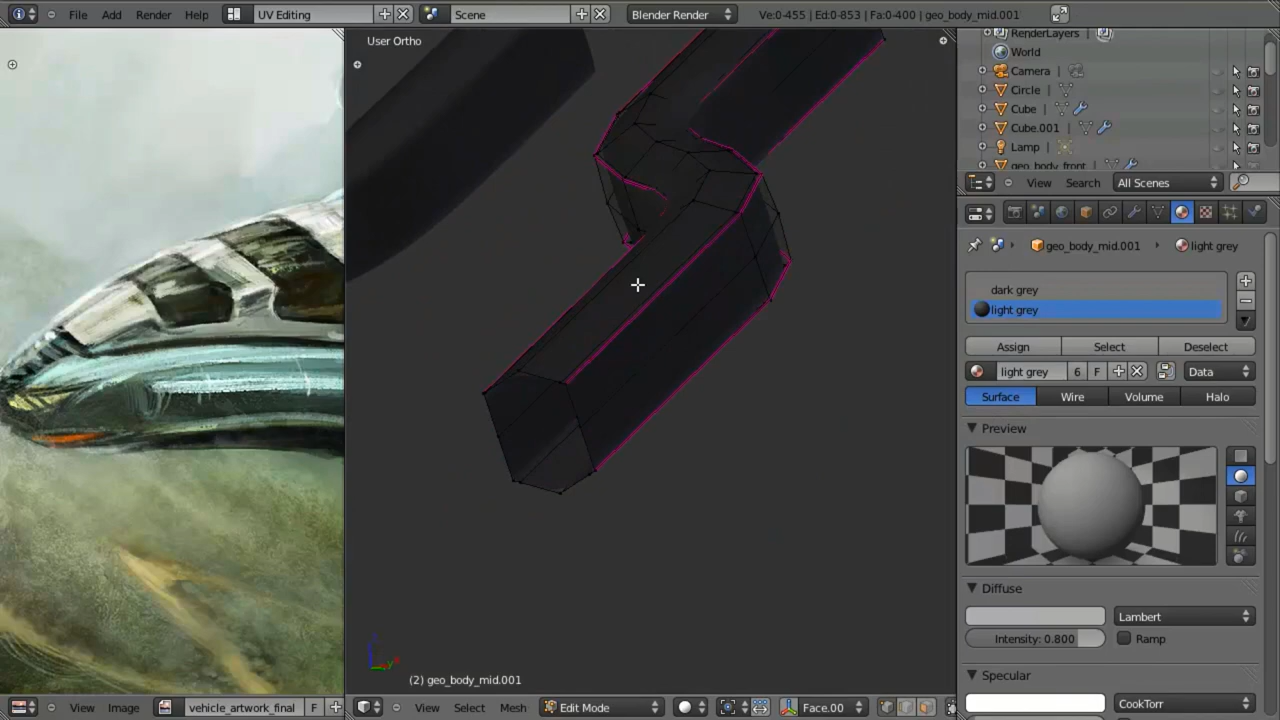 File Add Render Help UV Editing Scene Blender Render Ve:0-455 | Ed:0-853 | Fa:0-400 | geo_body_mid.001
User Ortho
RenderLayers
World
Camera
Circle
Cube
Cube.001
Lamp
geo_body_front
View Search All Scenes
geo_body_mid.001 light grey
dark grey
light grey
Assign Select Deselect
light grey 6 F Data
Surface Wire Volume Halo
Preview
Diffuse
Lambert
Intensity: 0.800 Ramp
Specular
CookTorr
(2) geo_body_mid.001
View Image vehicle_artwork_final F View Select Mesh Edit Mode Face.00